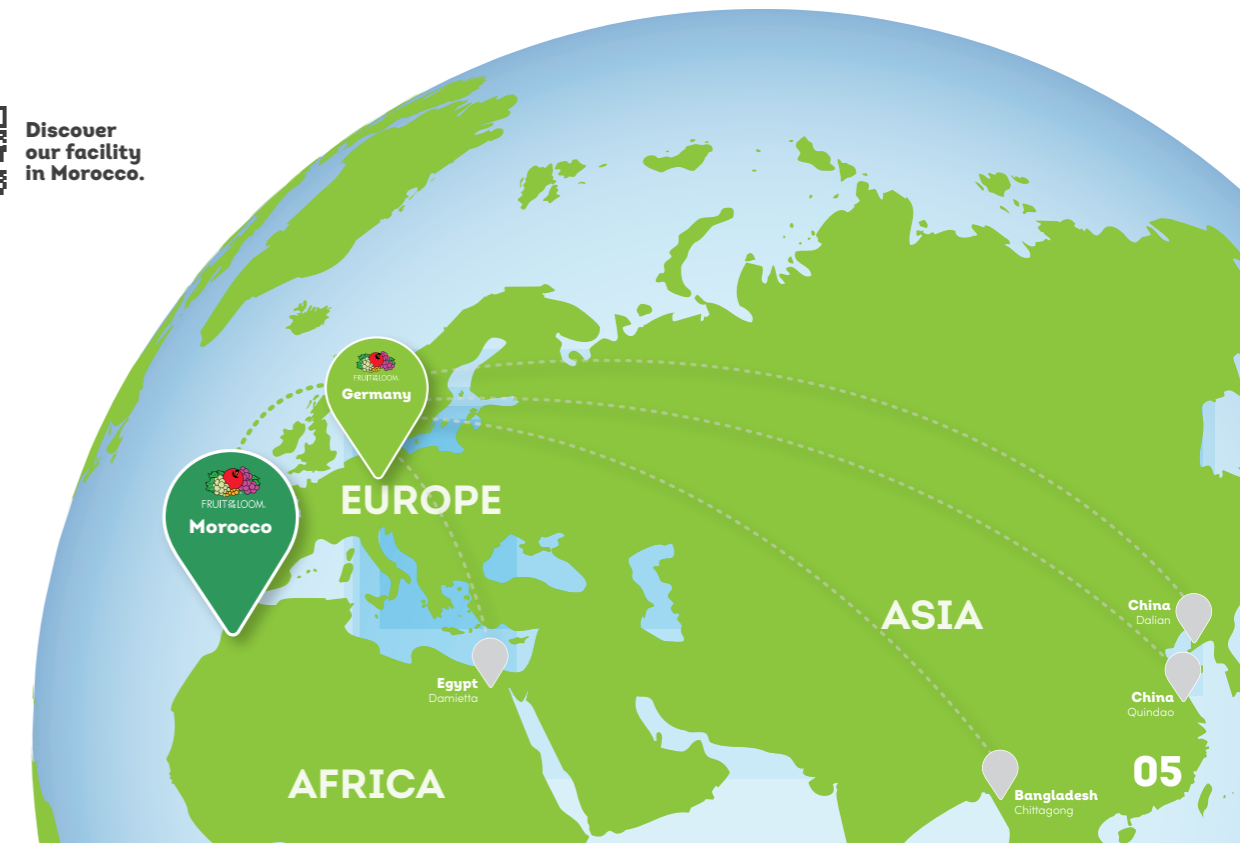 Discover
our facility
in Morocco.
FRUIT OF THE LOOM.
Germany
FRUIT OF THE LOOM.
Morocco
EUROPE
ASIA
China
Dalian
Egypt
Damietta
China
Quindao
AFRICA
05
Bangladesh
Chittagong